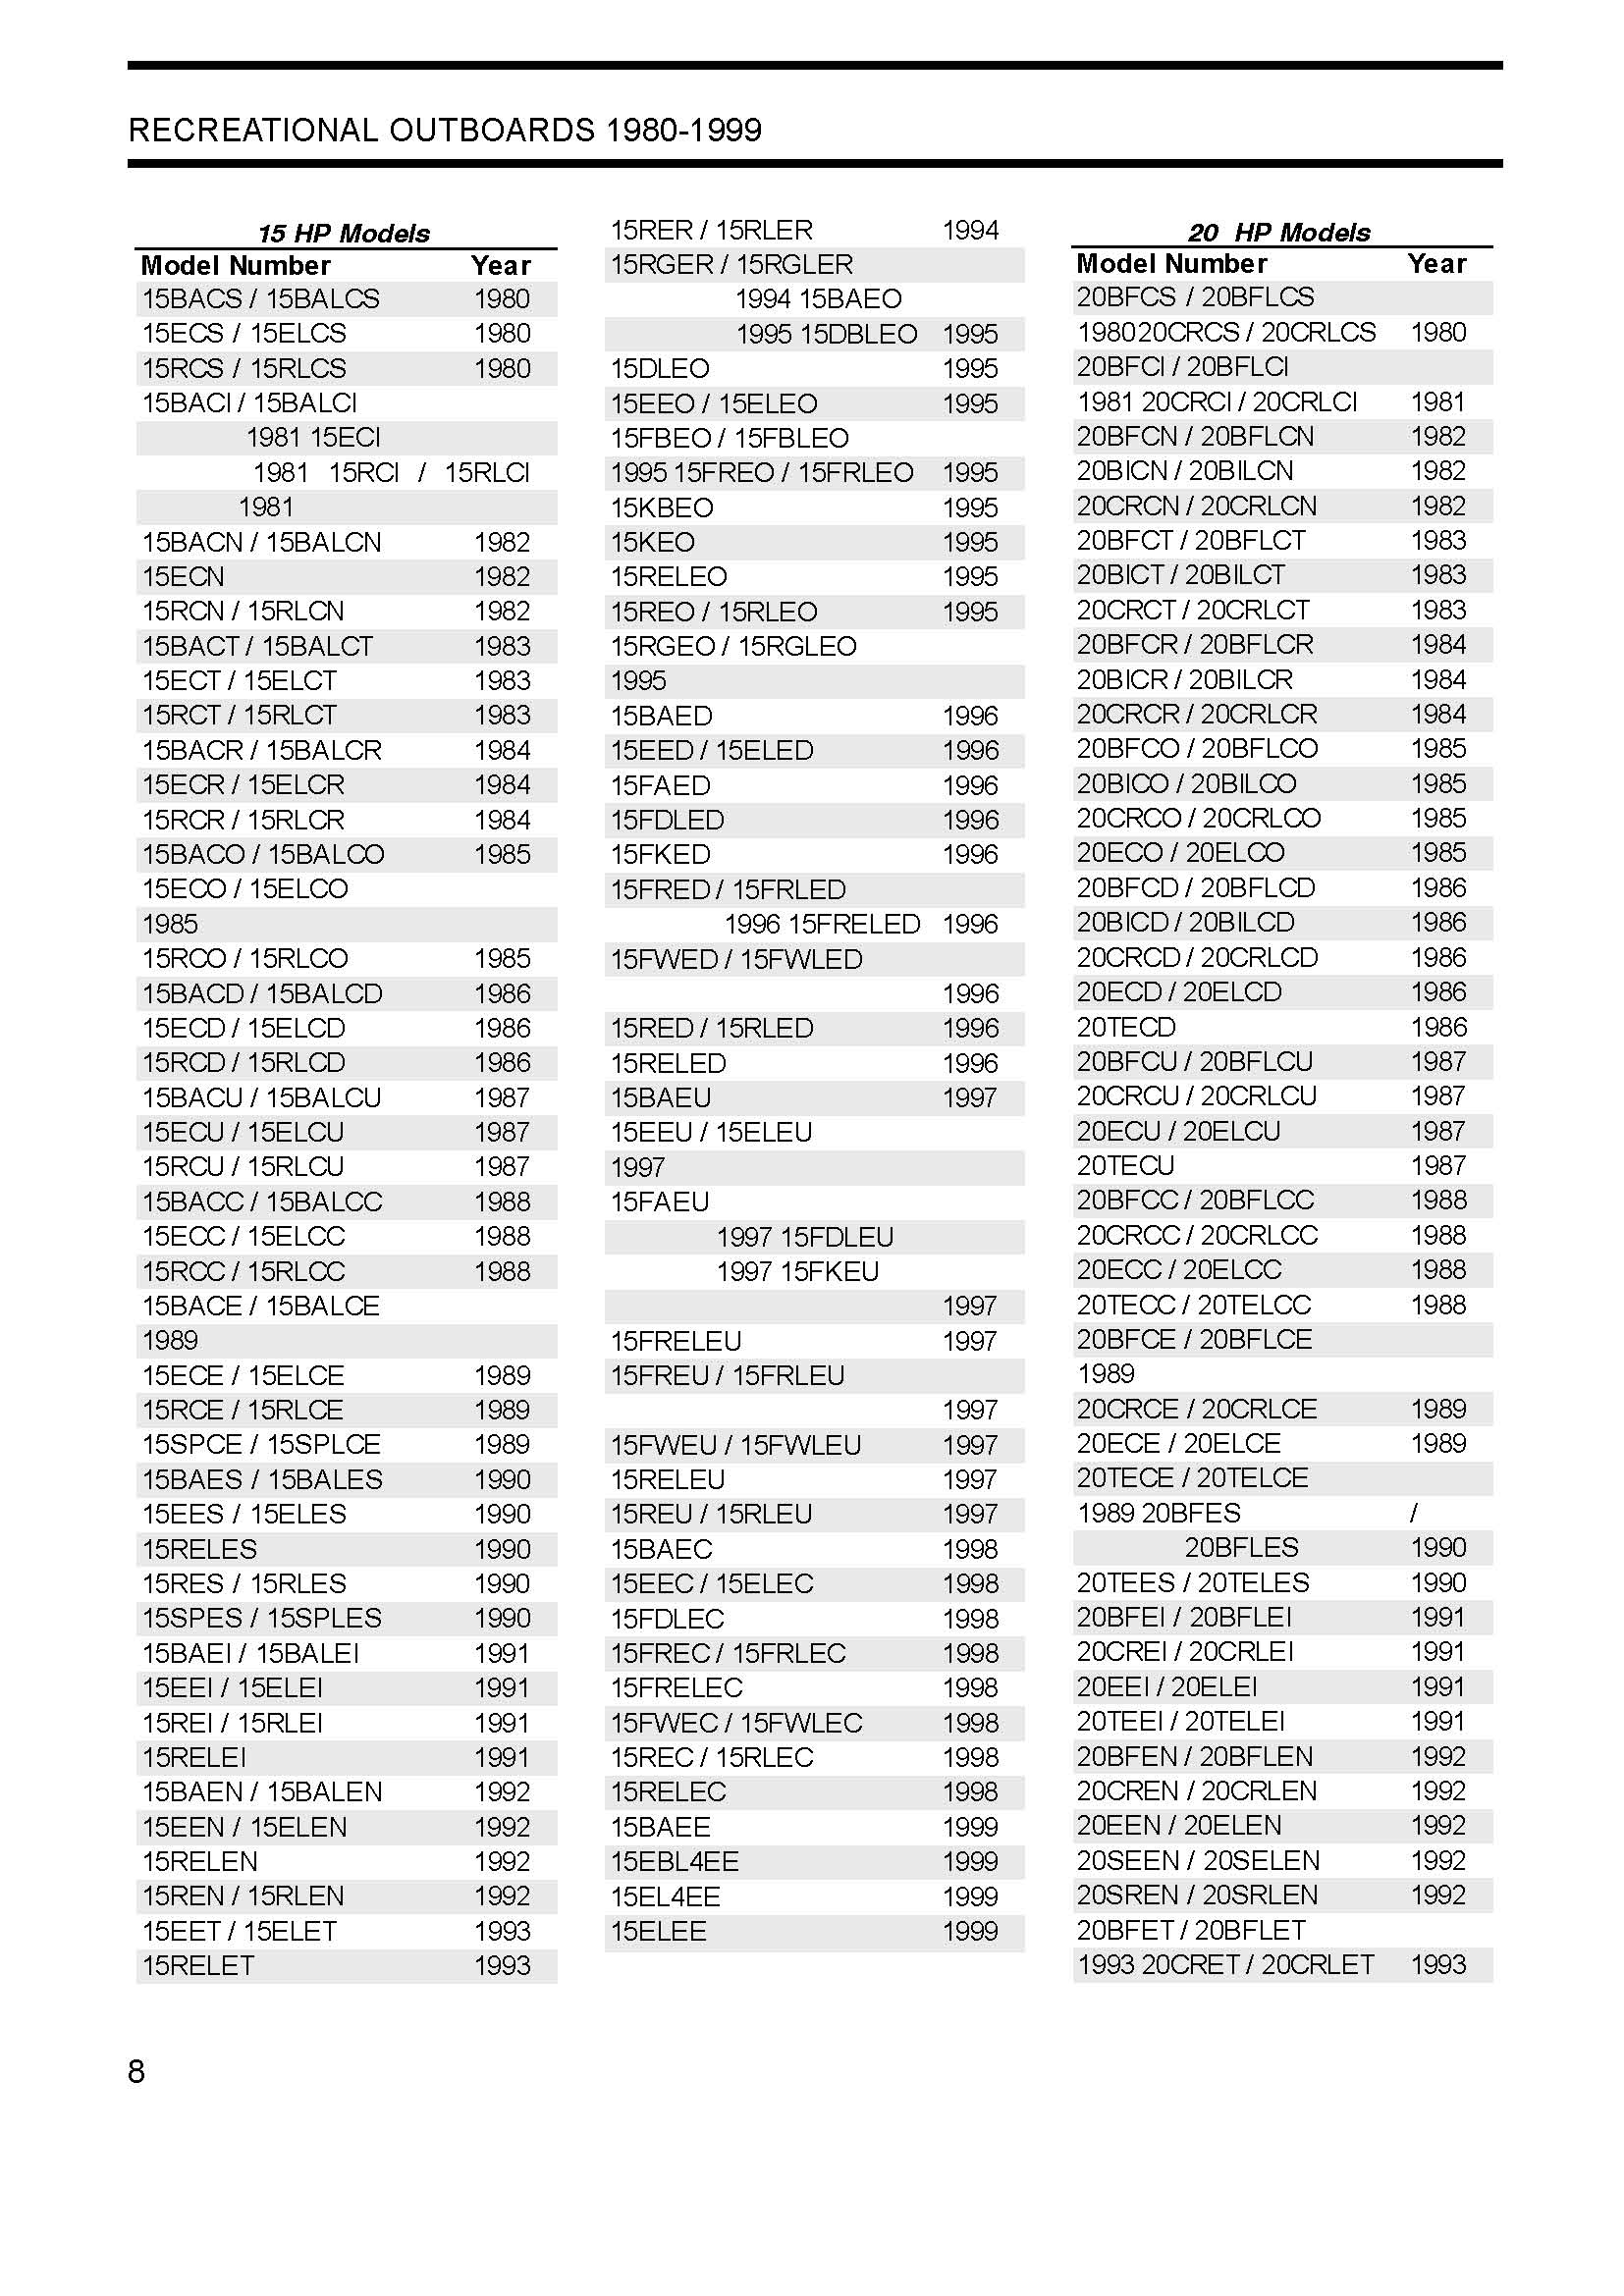 RECREATIONAL OUTBOARDS 1980-1999
15 HP Models
Model Number Year
15BACS / 15BALCS 1980
15ECS / 15ELCS 1980
15RCS / 15RLCS 1980
15BACI / 15BALCI
1981 15ECI
1981 15RCI / 15RLCI
1981
15BACN / 15BALCN 1982
15ECN 1982
15RCN / 15RLCN 1982
15BACT / 15BALCT 1983
15ECT / 15ELCT 1983
15RCT / 15RLCT 1983
15BACR / 15BALCR 1984
15ECR / 15ELCR 1984
15RCR / 15RLCR 1984
15BACO / 15BALCO 1985
15ECO / 15ELCO
1985
15RCO / 15RLCO 1985
15BACD / 15BALCD 1986
15ECD / 15ELCD 1986
15RCD / 15RLCD 1986
15BACU / 15BALCU 1987
15ECU / 15ELCU 1987
15RCU / 15RLCU 1987
15BACC / 15BALCC 1988
15ECC / 15ELCC 1988
15RCC / 15RLCC 1988
15BACE / 15BALCE
1989
15ECE / 15ELCE 1989
15RCE / 15RLCE 1989
15SPCE / 15SPLCE 1989
15BAES / 15BALES 1990
15EES / 15ELES 1990
15RELES 1990
15RES / 15RLES 1990
15SPES / 15SPLES 1990
15BAEI / 15BALEI 1991
15EEI / 15ELEI 1991
15REI / 15RLEI 1991
15RELEI 1991
15BAEN / 15BALEN 1992
15EEN / 15ELEN 1992
15RELEN 1992
15REN / 15RLEN 1992
15EET / 15ELET 1993
15RELET 1993
15RER / 15RLER 1994
15RGER / 15RGLER
1994 15BAEO
1995 15DBLEO 1995
15DLEO 1995
15EEO / 15ELEO 1995
15FBEO / 15FBLEO
1995 15FREO / 15FRLEO 1995
15KBEO 1995
15KEO 1995
15RELEO 1995
15REO / 15RLEO 1995
15RGEO / 15RGLEO
1995
15BAED 1996
15EED / 15ELED 1996
15FAED 1996
15FDLED 1996
15FKED 1996
15FRED / 15FRLED
1996 15FRELED 1996
15FWED / 15FWLED
1996
15RED / 15RLED 1996
15RELED 1996
15BAEU 1997
15EEU / 15ELEU
1997
15FAEU
1997 15FDLEU
1997 15FKEU
1997
15FRELEU 1997
15FREU / 15FRLEU
1997
15FWEU / 15FWLEU 1997
15RELEU 1997
15REU / 15RLEU 1997
15BAEC 1998
15EEC / 15ELEC 1998
15FDLEC 1998
15FREC / 15FRLEC 1998
15FRELEC 1998
15FWEC / 15FWLEC 1998
15REC / 15RLEC 1998
15RELEC 1998
15BAEE 1999
15EBL4EE 1999
15EL4EE 1999
15ELEE 1999
20 HP Models
Model Number Year
20BFCS / 20BFLCS
198020CRCS / 20CRLCS 1980
20BFCI / 20BFLCI
1981 20CRCI / 20CRLCI 1981
20BFCN / 20BFLCN 1982
20BICN / 20BILCN 1982
20CRCN / 20CRLCN 1982
20BFCT / 20BFLCT 1983
20BICT / 20BILCT 1983
20CRCT / 20CRLCT 1983
20BFCR / 20BFLCR 1984
20BICR / 20BILCR 1984
20CRCR / 20CRLCR 1984
20BFCO / 20BFLCO 1985
20BICO / 20BILCO 1985
20CRCO / 20CRLCO 1985
20ECO / 20ELCO 1985
20BFCD / 20BFLCD 1986
20BICD / 20BILCD 1986
20CRCD / 20CRLCD 1986
20ECD / 20ELCD 1986
20TECD 1986
20BFCU / 20BFLCU 1987
20CRCU / 20CRLCU 1987
20ECU / 20ELCU 1987
20TECU 1987
20BFCC / 20BFLCC 1988
20CRCC / 20CRLCC 1988
20ECC / 20ELCC 1988
20TECC / 20TELCC 1988
20BFCE / 20BFLCE
1989
20CRCE / 20CRLCE 1989
20ECE / 20ELCE 1989
20TECE / 20TELCE
1989 20BFES /
20BFLES 1990
20TEES / 20TELES 1990
20BFEI / 20BFLEI 1991
20CREI / 20CRLEI 1991
20EEI / 20ELEI 1991
20TEEI / 20TELEI 1991
20BFEN / 20BFLEN 1992
20CREN / 20CRLEN 1992
20EEN / 20ELEN 1992
20SEEN / 20SELEN 1992
20SREN / 20SRLEN 1992
20BFET / 20BFLET
1993 20CRET / 20CRLET 1993
8